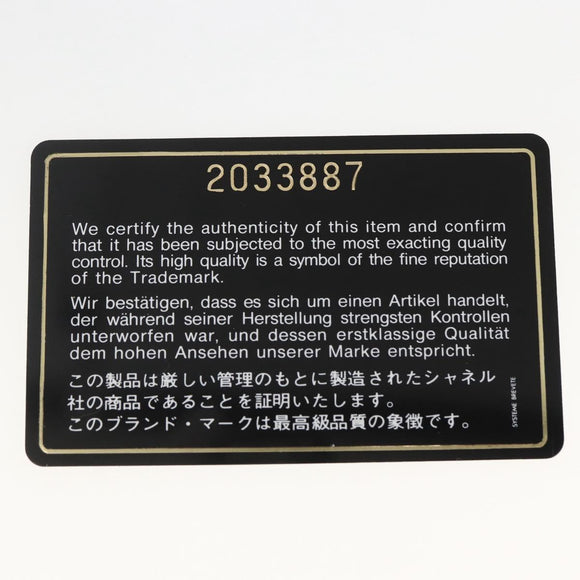 2033887
We certify the authenticity of this item and confirm
that it has been subjected to the most exacting quality
control. Its high quality is a symbol of the fine reputation
of the Trademark.
Wir bestätigen, dass es sich um einen Artikel handelt,
der während seiner Herstellung strengsten Kontrollen
unterworfen war, und dessen erstklassige Qualität
dem hohen Ansehen unserer Marke entspricht.
この製品は厳しい管理のもとに製造されたシャネル
社の商品であることを証明いたします。
このブランド・マークは最高級品質の象徴です。
SYSTEME BREVETE